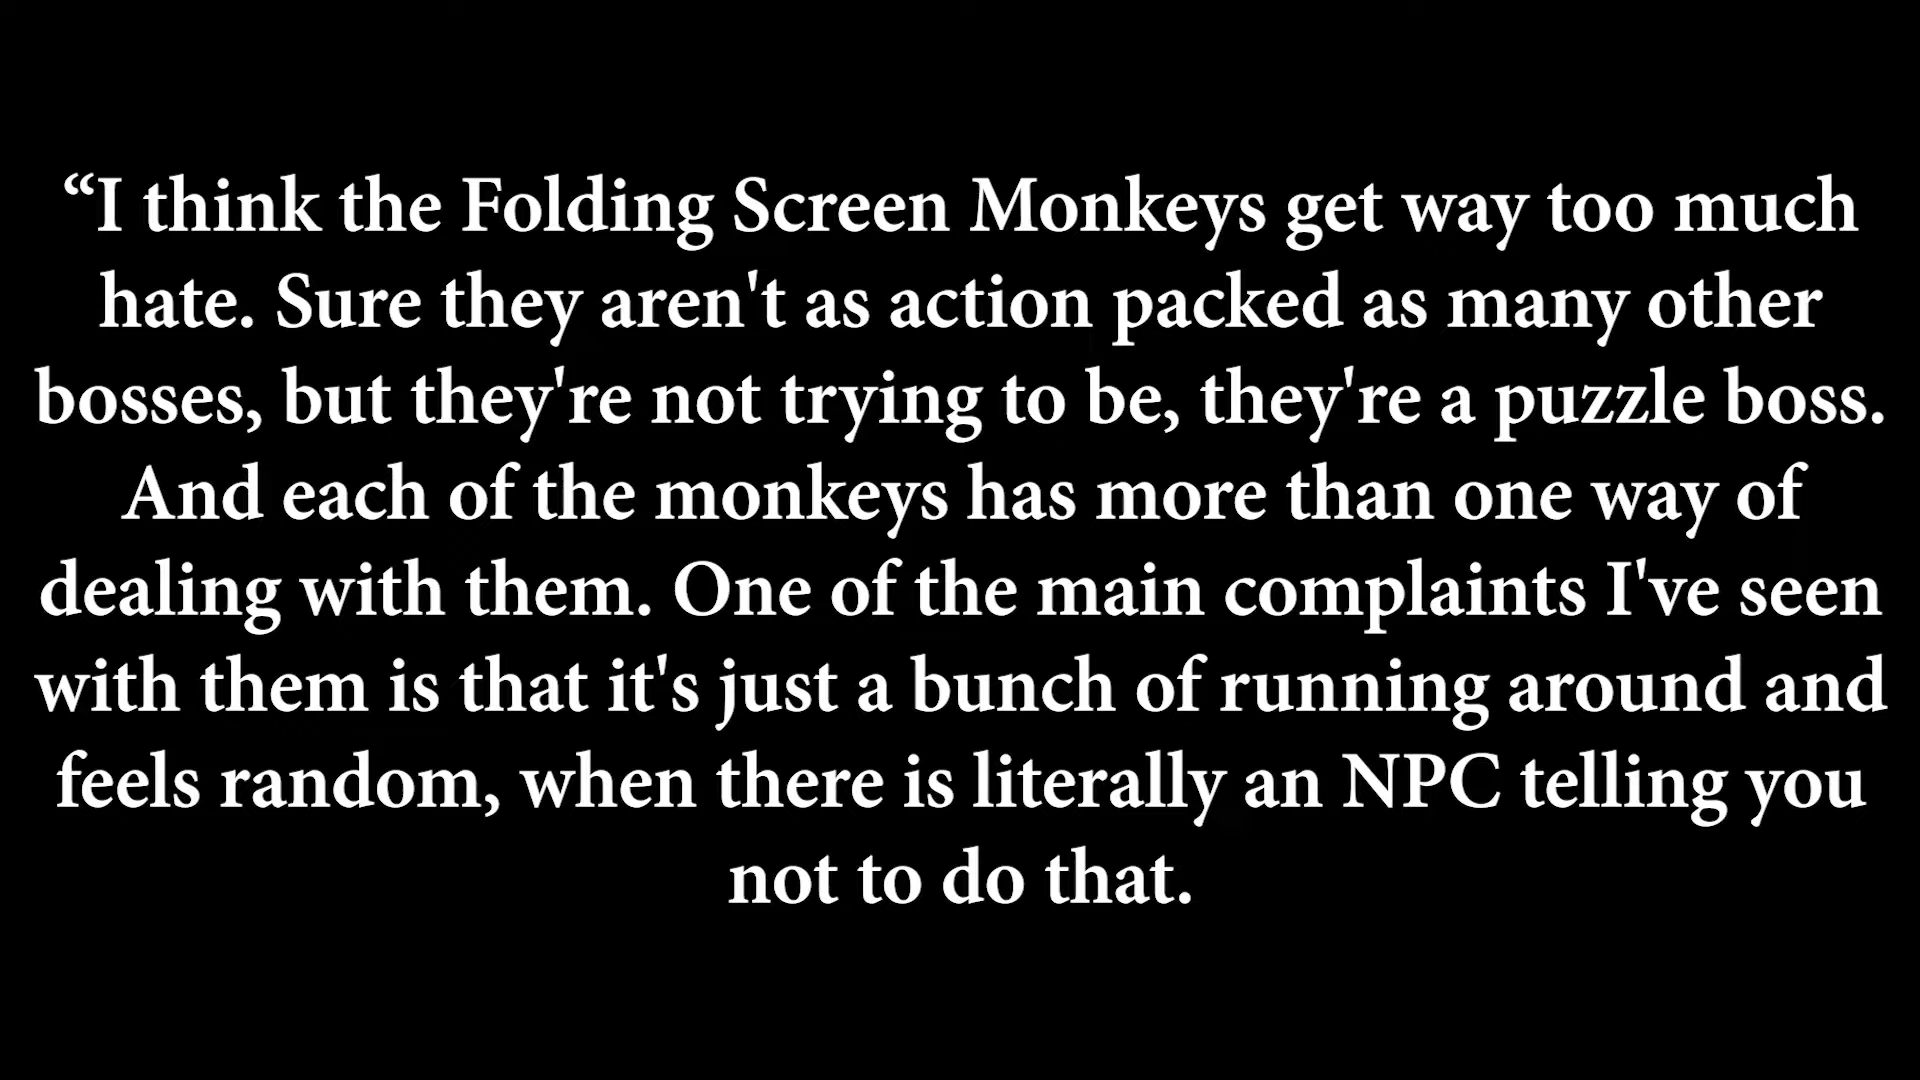 “I think the Folding Screen Monkeys get way too much
hate. Sure they aren't as action packed as many other
bosses, but they're not trying to be, they're a puzzle boss.
And each of the monkeys has more than one way of
dealing with them. One of the main complaints I've seen
with them is that it's just a bunch of running around and
feels random, when there is literally an NPC telling you
not to do that.